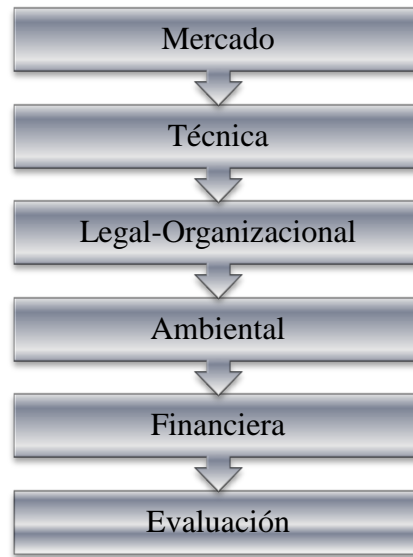 Mercado
Técnica
Legal-Organizacional
Ambiental
Financiera
Evaluación